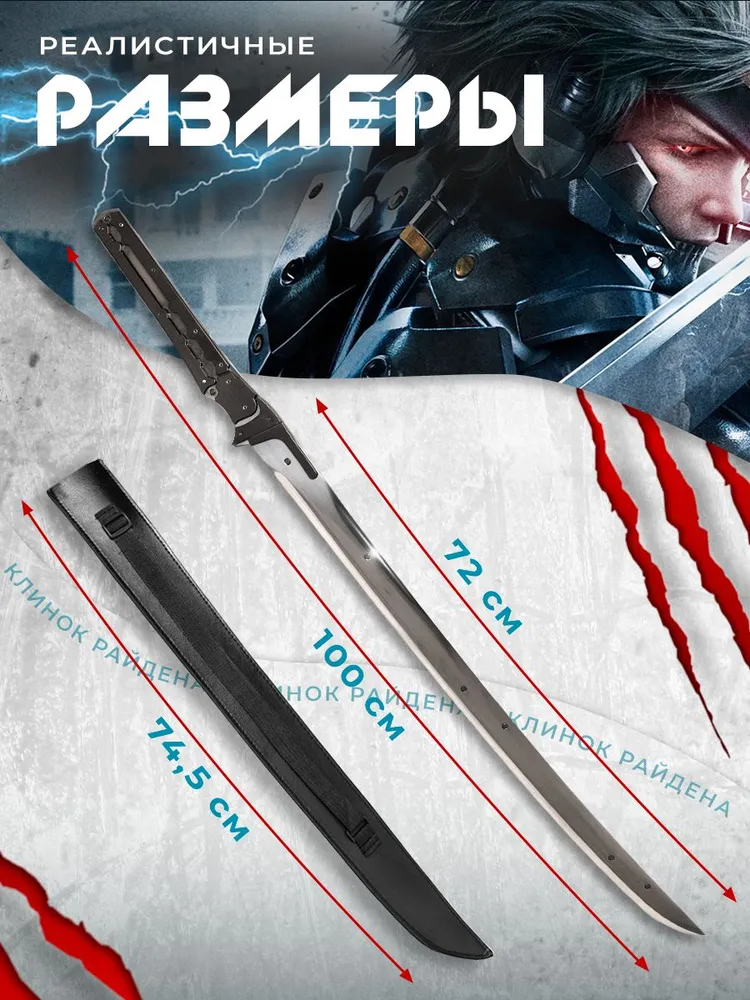 РЕАЛИСТИЧНЫЕ
РАЗМЕРЫ
72 см
КЛИНОК РАЙДЕНА
100 см
КЛИНОК РАЙДЕНА
КЛИНОК РАЙДЕНА
74,5 см